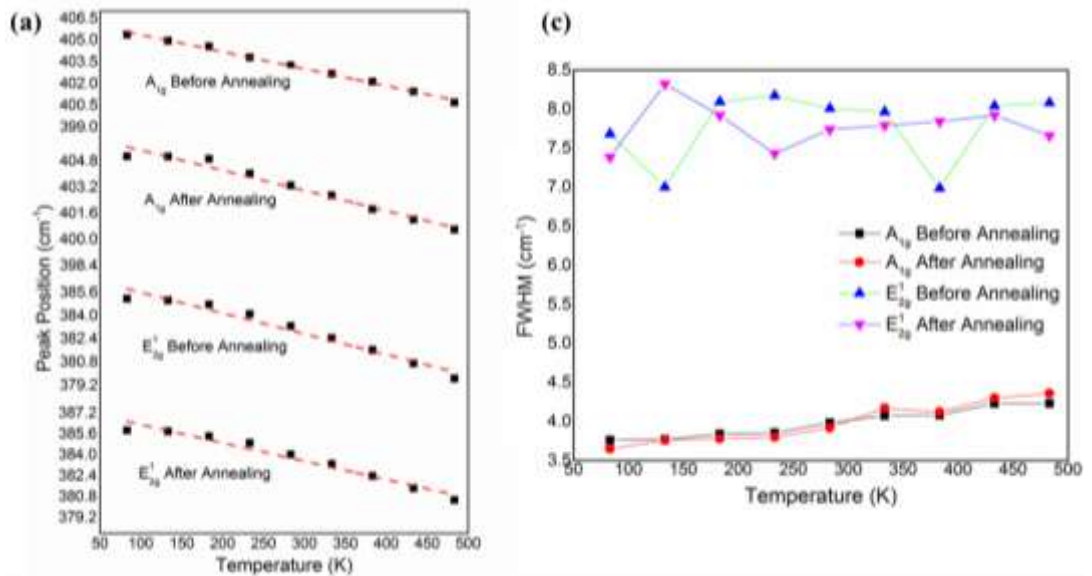 (a)
406.5
405.0
403.5
402.0
400.5
399.0
404.8
403.2
401.6
400.0
398.4
385.6
384.0
382.4
380.8
379.2
387.2
385.6
384.0
382.4
380.8
379.2
Peak Position (cm⁻¹)
A₁g Before Annealing
A₁g After Annealing
E¹₂g Before Annealing
E¹₂g After Annealing
50 100 150 200 250 300 350 400 450 500
Temperature (K)
(c)
8.5
8.0
7.5
7.0
6.5
6.0
5.5
5.0
4.5
4.0
3.5
FWHM (cm⁻¹)
A₁g Before Annealing
A₁g After Annealing
E¹₂g Before Annealing
E¹₂g After Annealing
50 100 150 200 250 300 350 400 450 500
Temperature (K)